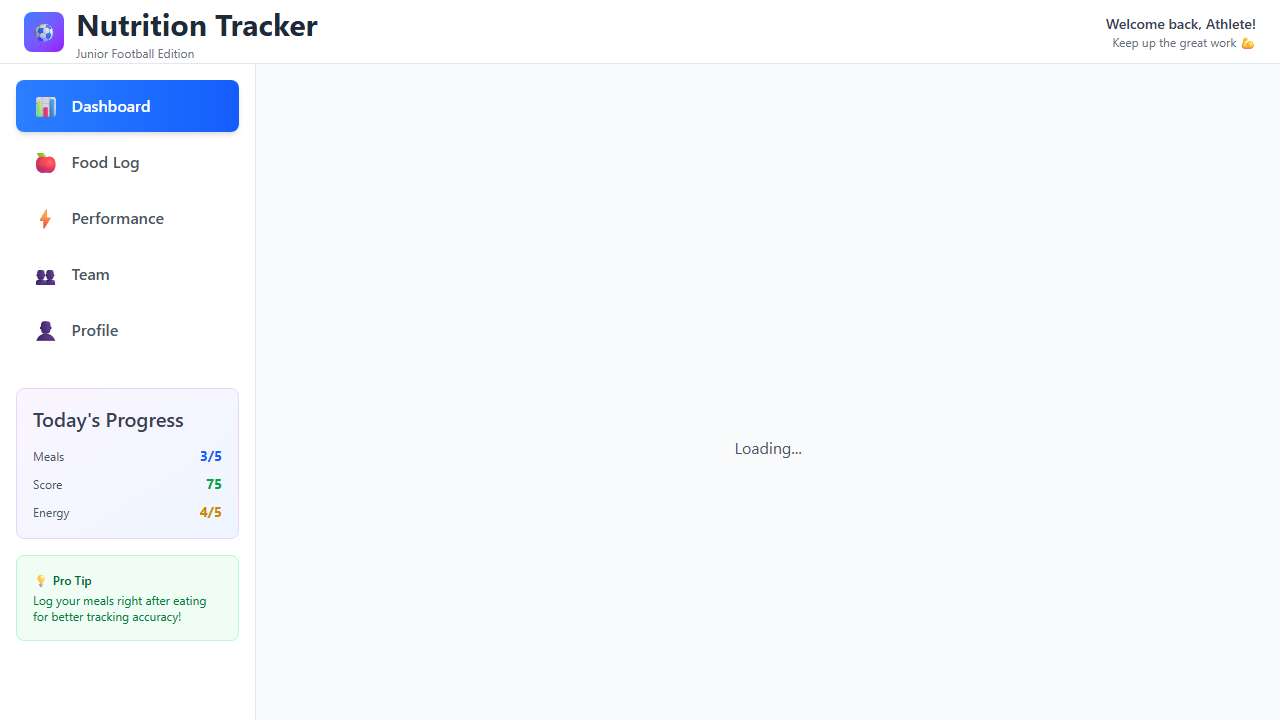 Nutrition Tracker
Junior Football Edition
Welcome back, Athlete!
Keep up the great work 💪
Dashboard
Food Log
Performance
Team
Profile
Today's Progress
Meals 3/5
Score 75
Energy 4/5
💡 Pro Tip
Log your meals right after eating
for better tracking accuracy!
Loading...